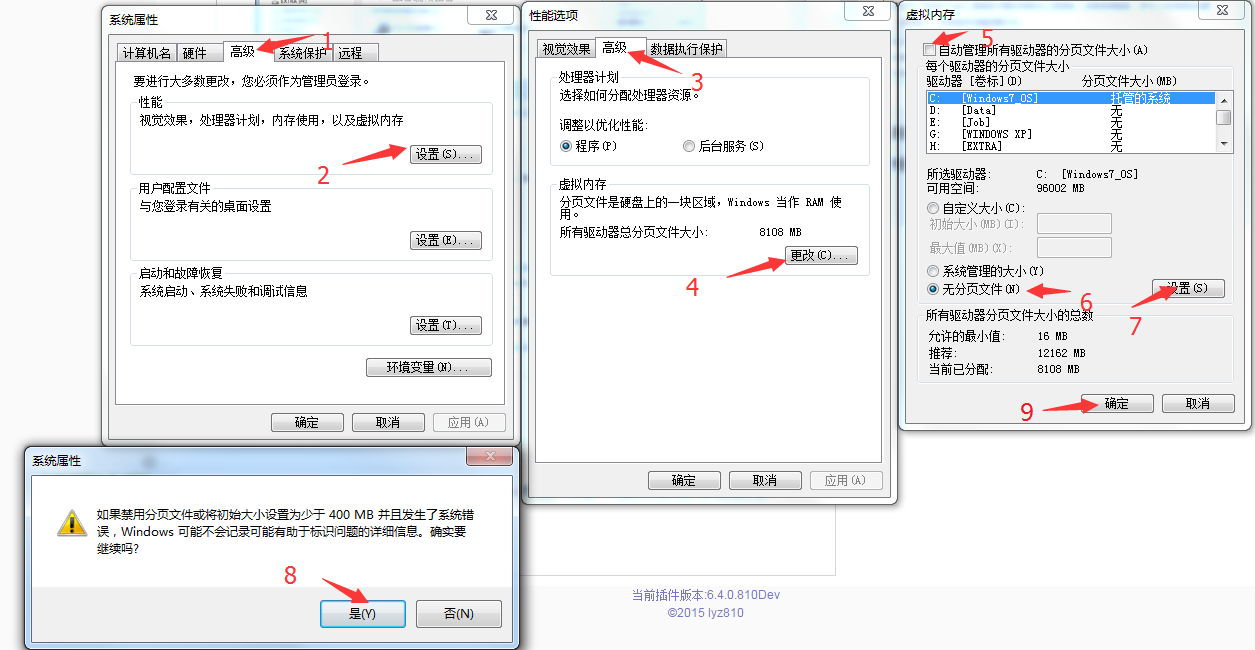 系统属性
计算机名
硬件
高级
系统保护
远程
1
要进行大多数更改，您必须作为管理员登录。
性能
视觉效果，处理器计划，内存使用，以及虚拟内存
2
设置(S)...
用户配置文件
与您登录有关的桌面设置
设置(E)...
启动和故障恢复
系统启动、系统失败和调试信息
设置(T)...
环境变量(N)...
确定
取消
应用(A)
性能选项
视觉效果
高级
数据执行保护
3
处理器计划
选择如何分配处理器资源。
调整以优化性能:
程序(P)
后台服务(S)
虚拟内存
分页文件是硬盘上的一块区域，Windows 当作 RAM 使
用。
所有驱动器总分页文件大小:
8108 MB
更改(C)...
4
确定
取消
应用(A)
虚拟内存
5
自动管理所有驱动器的分页文件大小(A)
每个驱动器的分页文件大小
驱动器 [卷标](D)
分页文件大小(MB)
C: [Windows7_OS] 托管的系统
D: [Data] 无
E: [Job] 无
G: [WINDOWS XP] 无
H: [EXTRA] 无
所选驱动器:
C: [Windows7_OS]
可用空间:
96002 MB
自定义大小(C):
初始大小(MB)(I):
最大值(MB)(X):
系统管理的大小(Y)
无分页文件(N)
6
设置(S)
7
所有驱动器分页文件大小的总数
允许的最小值:
16 MB
推荐:
12162 MB
当前已分配:
8108 MB
9
确定
取消
系统属性
如果禁用分页文件或将初始大小设置为少于 400 MB 并且发生了系统错
误，Windows 可能不会记录可能有助于标识问题的详细信息。确实要
继续吗?
8
是(Y)
否(N)
当前插件版本:6.4.0.810Dev
©2015 lyz810